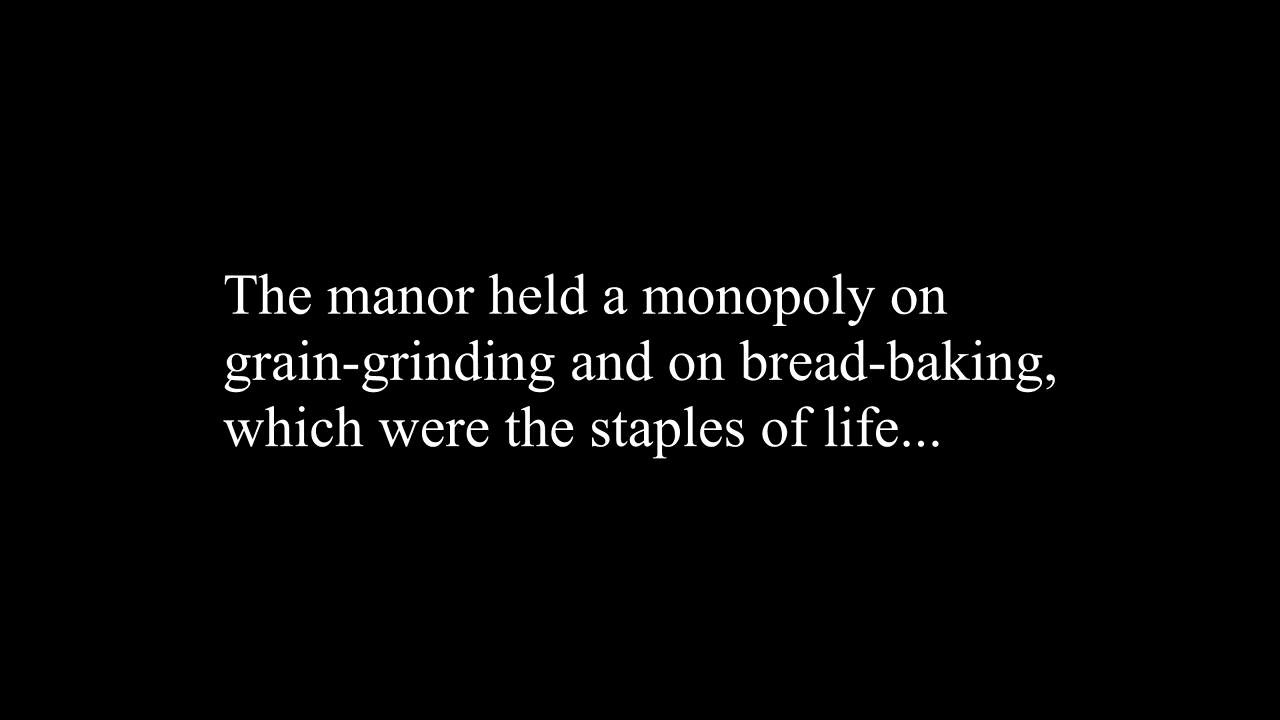 The manor held a monopoly on
grain-grinding and on bread-baking,
which were the staples of life...